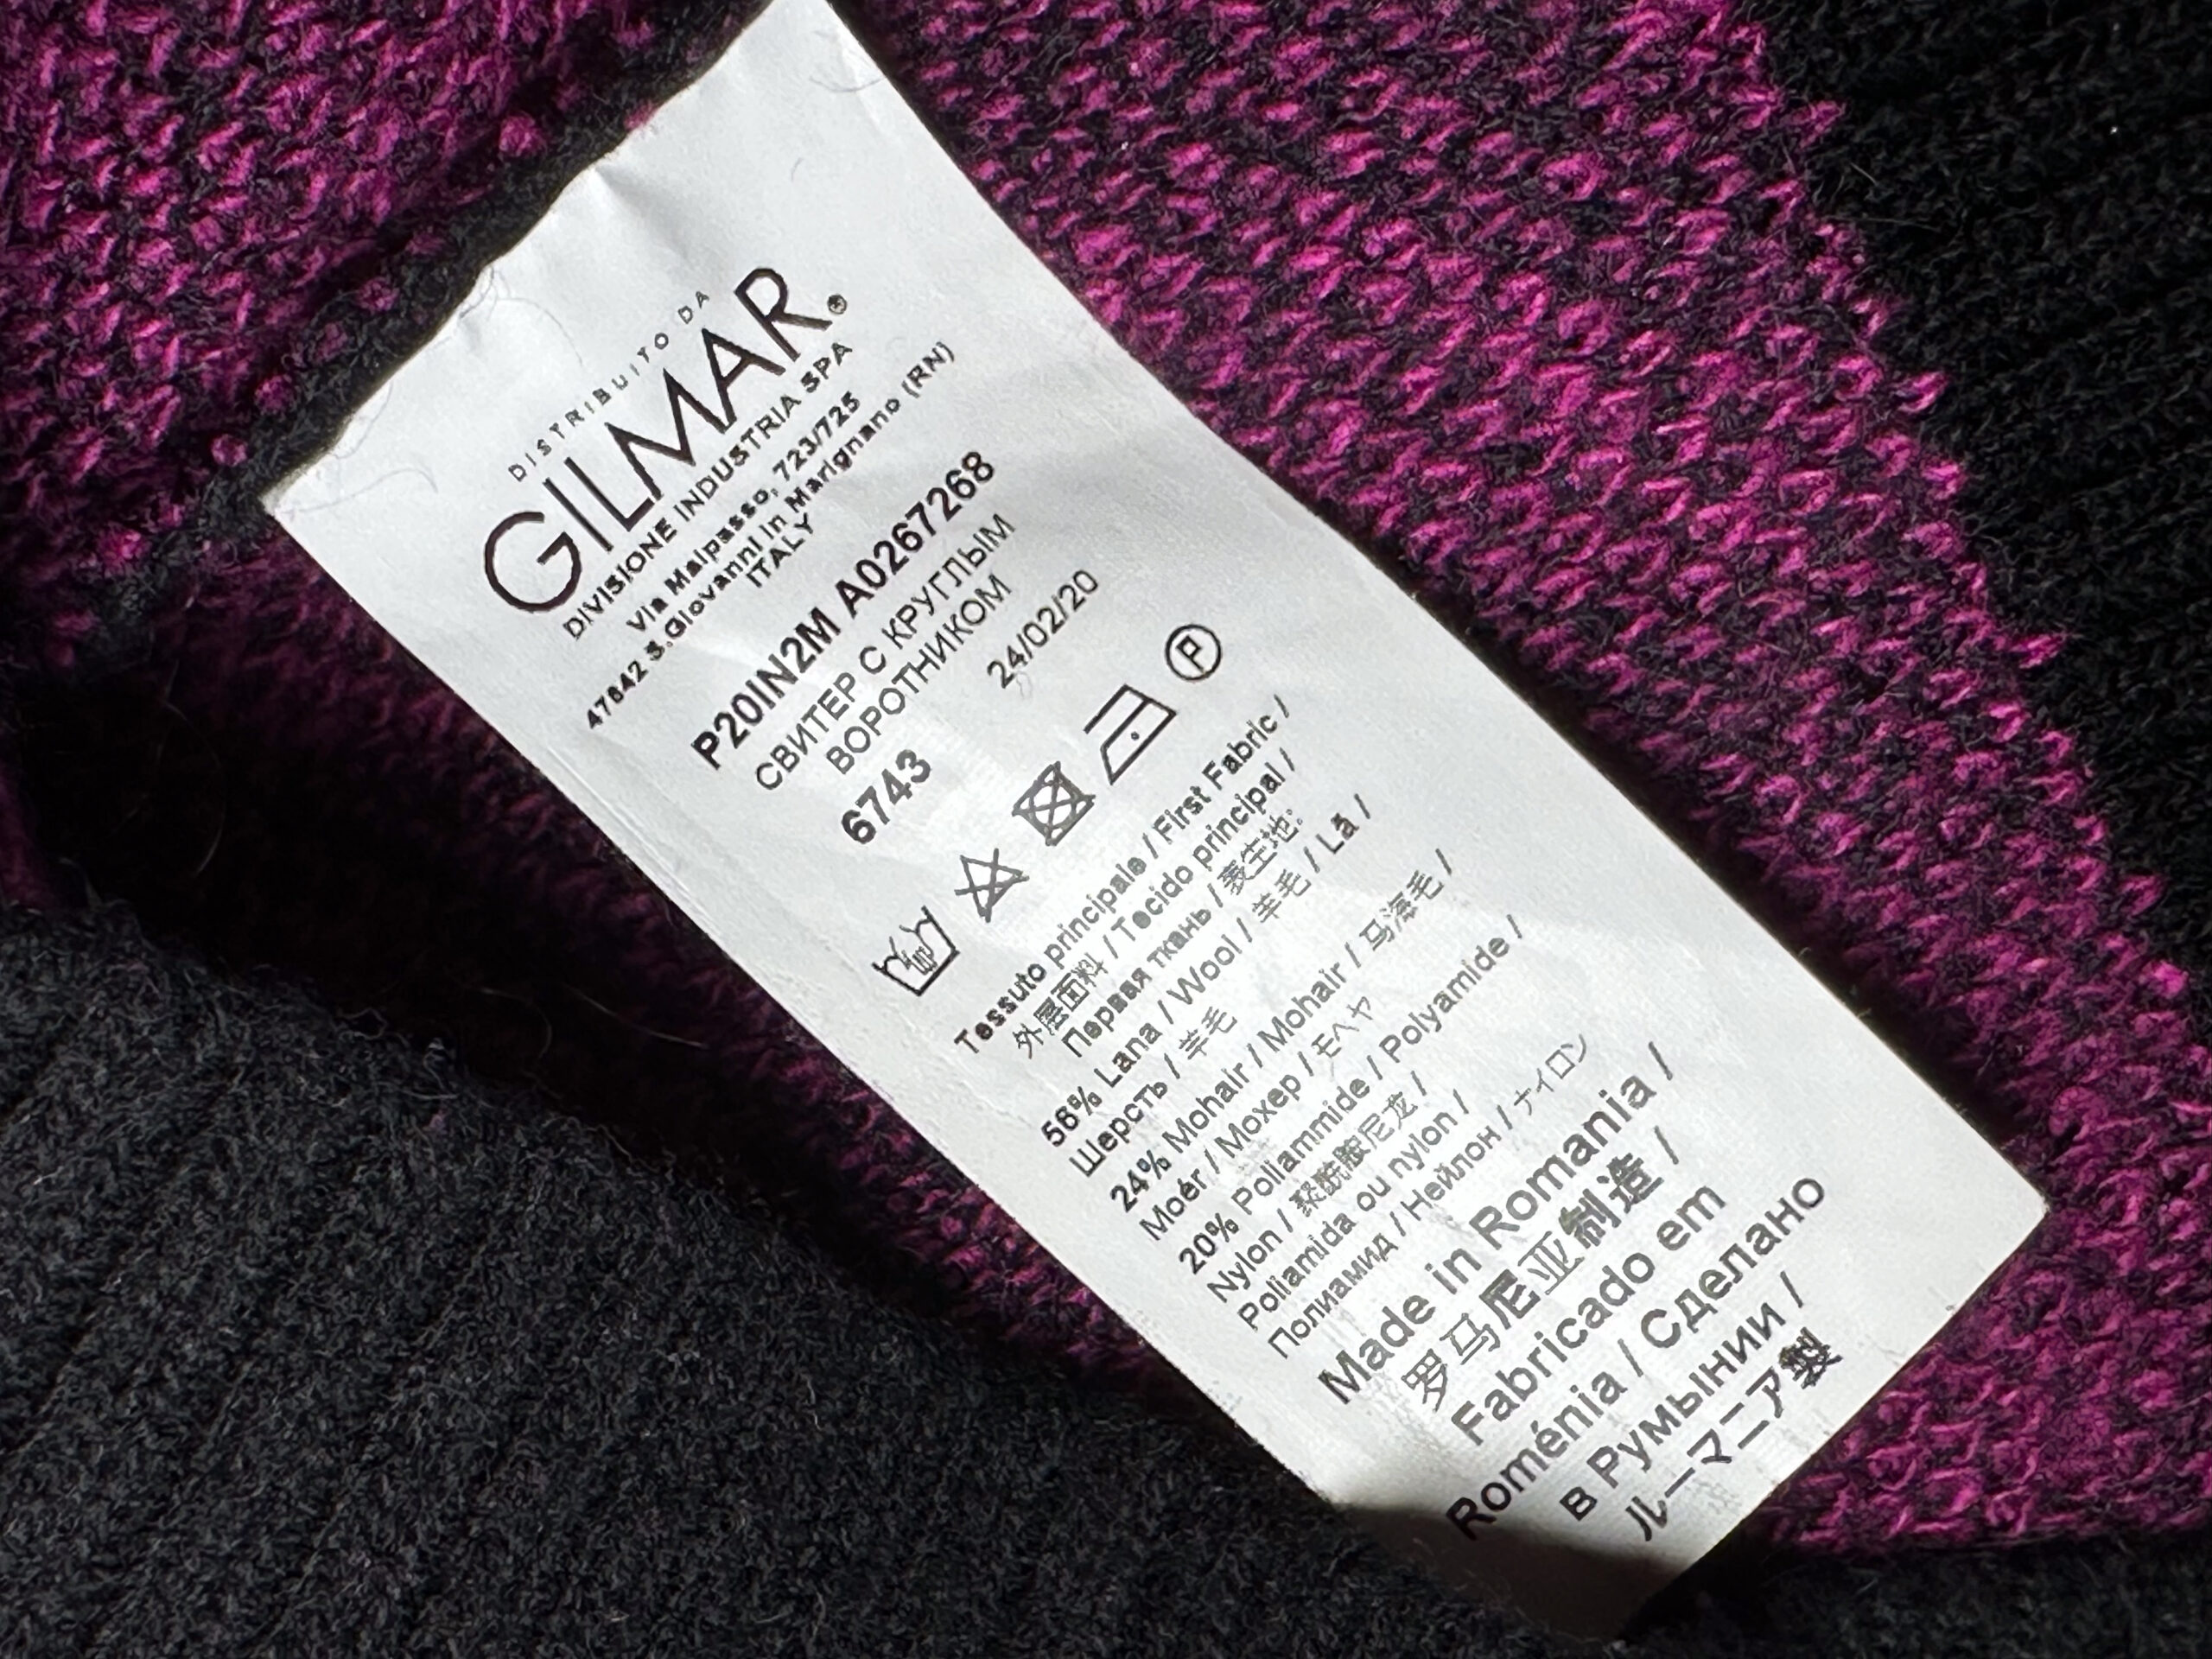 DISTRIBUITO DA
GILMAR®
DIVISIONE INDUSTRIA SPA
Via Malpasso, 723/725
47842 S.Giovanni in Marignano (RN)
ITALY
P20IN2M A0267268
СВИТЕР С КРУГЛЫМ
ВОРОТНИКОМ
6743 24/02/20
P
Tessuto principale / First Fabric /
外层面料 / Tecido principal /
Первая ткань / 表生地:
56% Lana / Wool / 羊毛 / Lã /
Шерсть / 羊毛
24% Mohair / Mohair / 马海毛 /
Moér / Мохер / モヘヤ
20% Poliammide / Polyamide /
Nylon / 聚酰胺尼龙 /
Poliamida ou nylon /
Полиамид / Нейлон / ナイロン
Made in Romania /
罗马尼亚制造 /
Fabricado em
Roménia / Сделано
в Румынии /
ルーマニア製